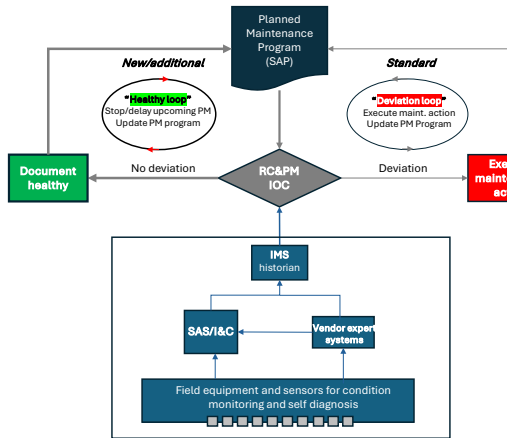 Planned
Maintenance
Program
(SAP)
New/additional
Standard
"Healthy loop"
Stop/delay upcoming PM
Update PM program
"Deviation loop"
Execute maint. action
Update PM Program
Document
healthy
No deviation
RC&PM
IOC
Deviation
IMS
historian
SAS/I&C
Vendor expert
systems
Field equipment and sensors for condition
monitoring and self diagnosis